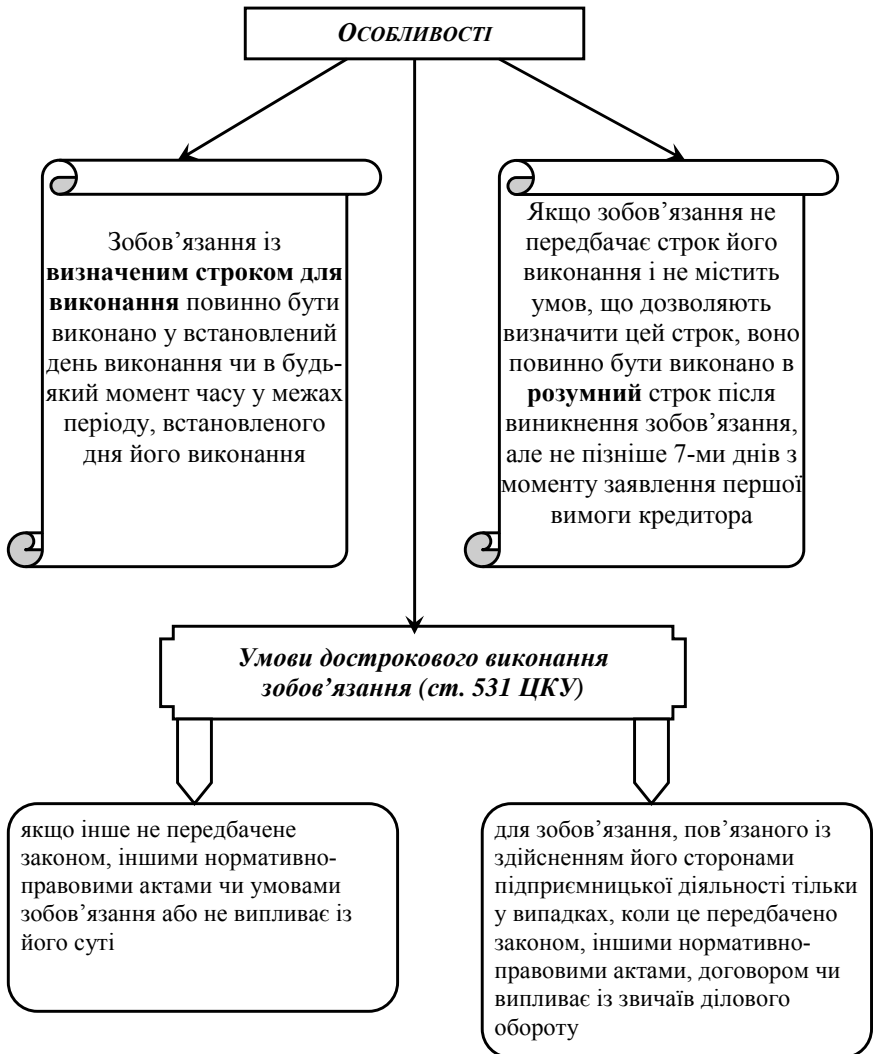 ОСОБЛИВОСТІ
Зобов’язання із
визначеним строком для
виконання повинно бути
виконано у встановлений
день виконання чи в будь-
який момент часу у межах
періоду, встановленого
дня його виконання
Якщо зобов’язання не
передбачає строк його
виконання і не містить
умов, що дозволяють
визначити цей строк, воно
повинно бути виконано в
розумний строк після
виникнення зобов’язання,
але не пізніше 7-ми днів з
моменту заявлення першої
вимоги кредитора
Умови дострокового виконання
зобов’язання (ст. 531 ЦКУ)
якщо інше не передбачене
законом, іншими нормативно-
правовими актами чи умовами
зобов’язання або не випливає із
його суті
для зобов’язання, пов’язаного із
здійсненням його сторонами
підприємницької діяльності тільки
у випадках, коли це передбачено
законом, іншими нормативно-
правовими актами, договором чи
випливає із звичаїв ділового
обороту